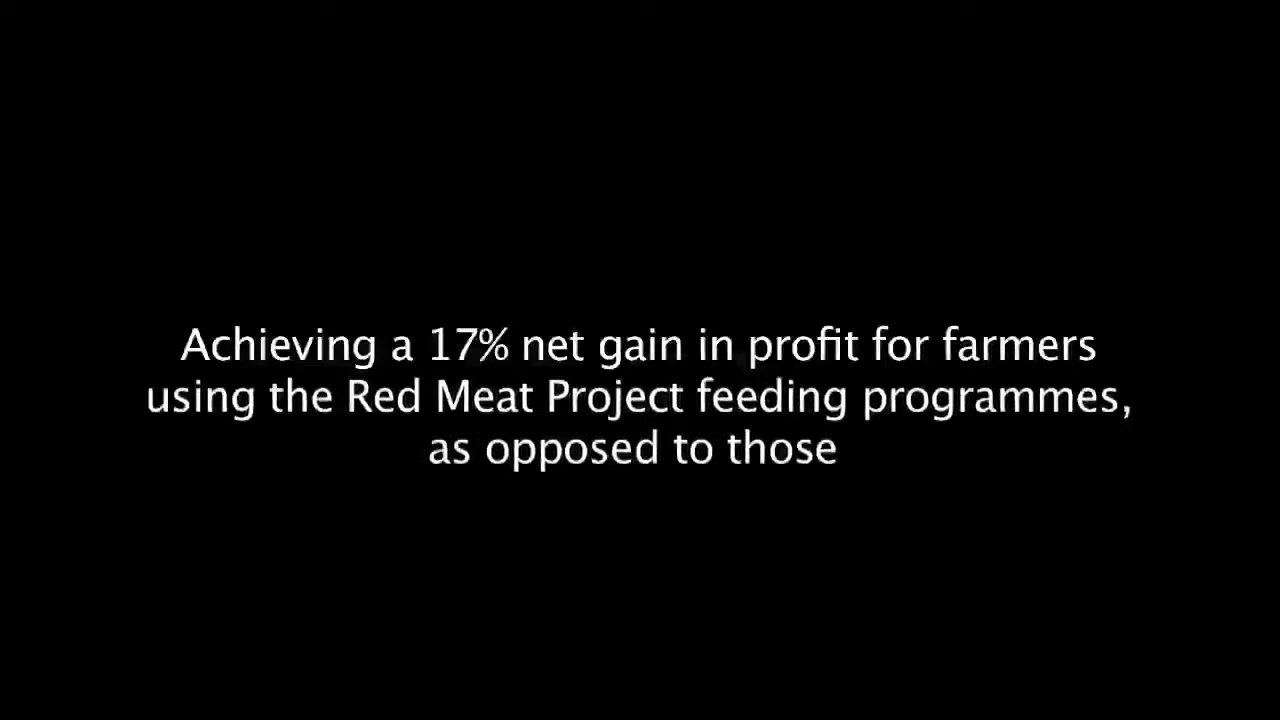 Achieving a 17% net gain in profit for farmers
using the Red Meat Project feeding programmes,
as opposed to those